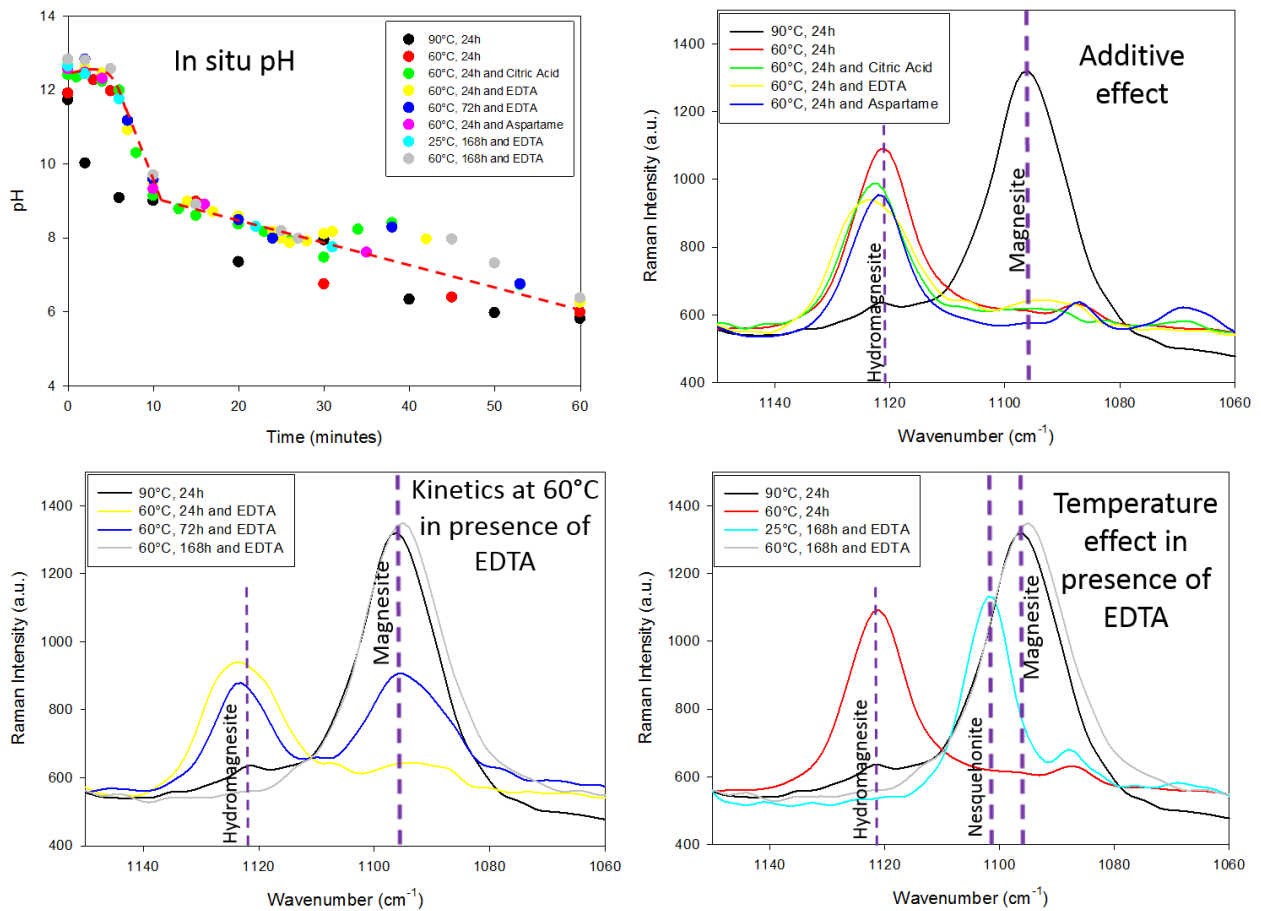 In situ pH
90°C, 24h
60°C, 24h
60°C, 24h and Citric Acid
60°C, 24h and EDTA
60°C, 72h and EDTA
60°C, 24h and Aspartame
25°C, 168h and EDTA
60°C, 168h and EDTA
pH
14
12
10
8
6
4
0
10
20
30
40
50
60
Time (minutes)
Additive
effect
90°C, 24h
60°C, 24h
60°C, 24h and Citric Acid
60°C, 24h and EDTA
60°C, 24h and Aspartame
Hydromagnesite
Magnesite
Raman Intensity (a.u.)
1400
1200
1000
800
600
400
1140
1120
1100
1080
1060
Wavenumber (cm-1)
Kinetics at 60°C
in presence of
EDTA
90°C, 24h
60°C, 24h and EDTA
60°C, 72h and EDTA
60°C, 168h and EDTA
Hydromagnesite
Magnesite
Raman Intensity (a.u.)
1400
1200
1000
800
600
400
1140
1120
1100
1080
1060
Wavenumber (cm-1)
Temperature
effect in
presence of
EDTA
90°C, 24h
60°C, 24h
25°C, 168h and EDTA
60°C, 168h and EDTA
Hydromagnesite
Nesquehonite
Magnesite
Raman Intensity (a.u.)
1400
1200
1000
800
600
400
1140
1120
1100
1080
1060
Wavenumber (cm-1)